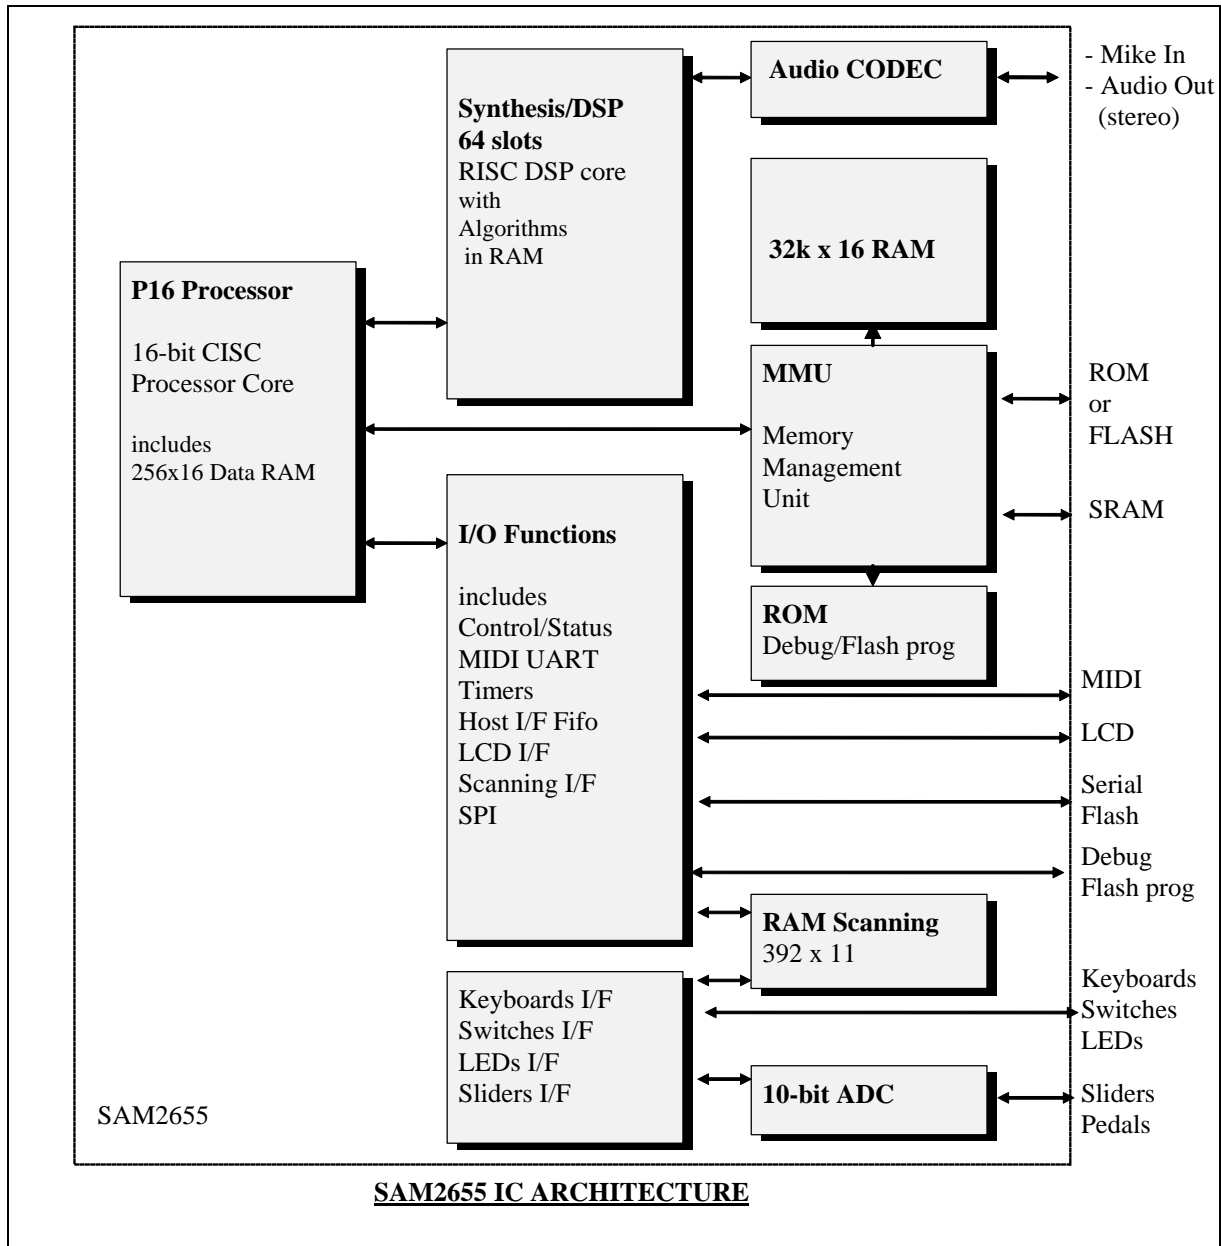 Synthesis/DSP
64 slots
RISC DSP core
with
Algorithms
in RAM
Audio CODEC
- Mike In
- Audio Out
(stereo)
32k x 16 RAM
P16 Processor
16-bit CISC
Processor Core
includes
256x16 Data RAM
MMU
Memory
Management
Unit
ROM
or
FLASH
SRAM
I/O Functions
includes
Control/Status
MIDI UART
Timers
Host I/F Fifo
LCD I/F
Scanning I/F
SPI
ROM
Debug/Flash prog
MIDI
LCD
Serial
Flash
Debug
Flash prog
RAM Scanning
392 x 11
Keyboards I/F
Switches I/F
LEDs I/F
Sliders I/F
Keyboards
Switches
LEDs
10-bit ADC
Sliders
Pedals
SAM2655
SAM2655 IC ARCHITECTURE